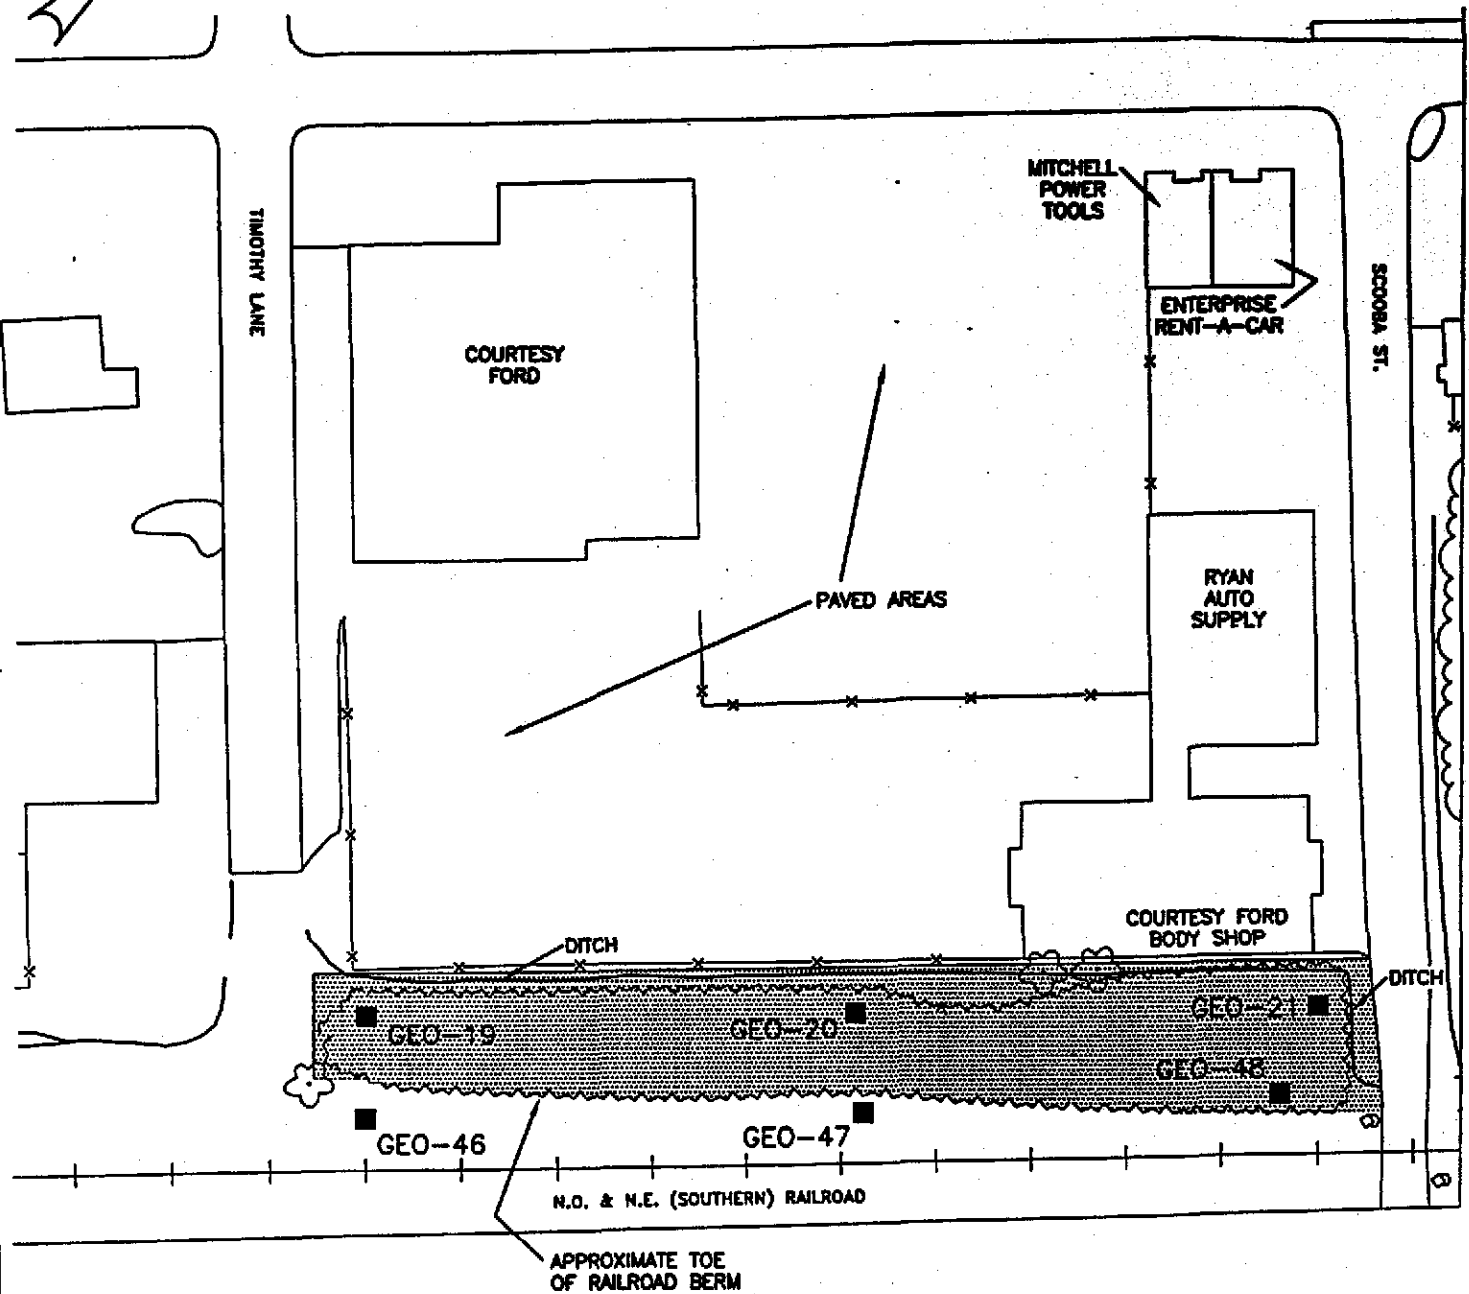 MITCHELL
POWER
TOOLS
TIMOTHY LANE
SCOOBA ST.
ENTERPRISE
RENT-A-CAR
COURTESY
FORD
RYAN
AUTO
SUPPLY
PAVED AREAS
COURTESY FORD
BODY SHOP
DITCH
DITCH
GEO-19
GEO-20
GEO-21
GEO-48
GEO-46
GEO-47
N.O. & N.E. (SOUTHERN) RAILROAD
APPROXIMATE TOE
OF RAILROAD BERM